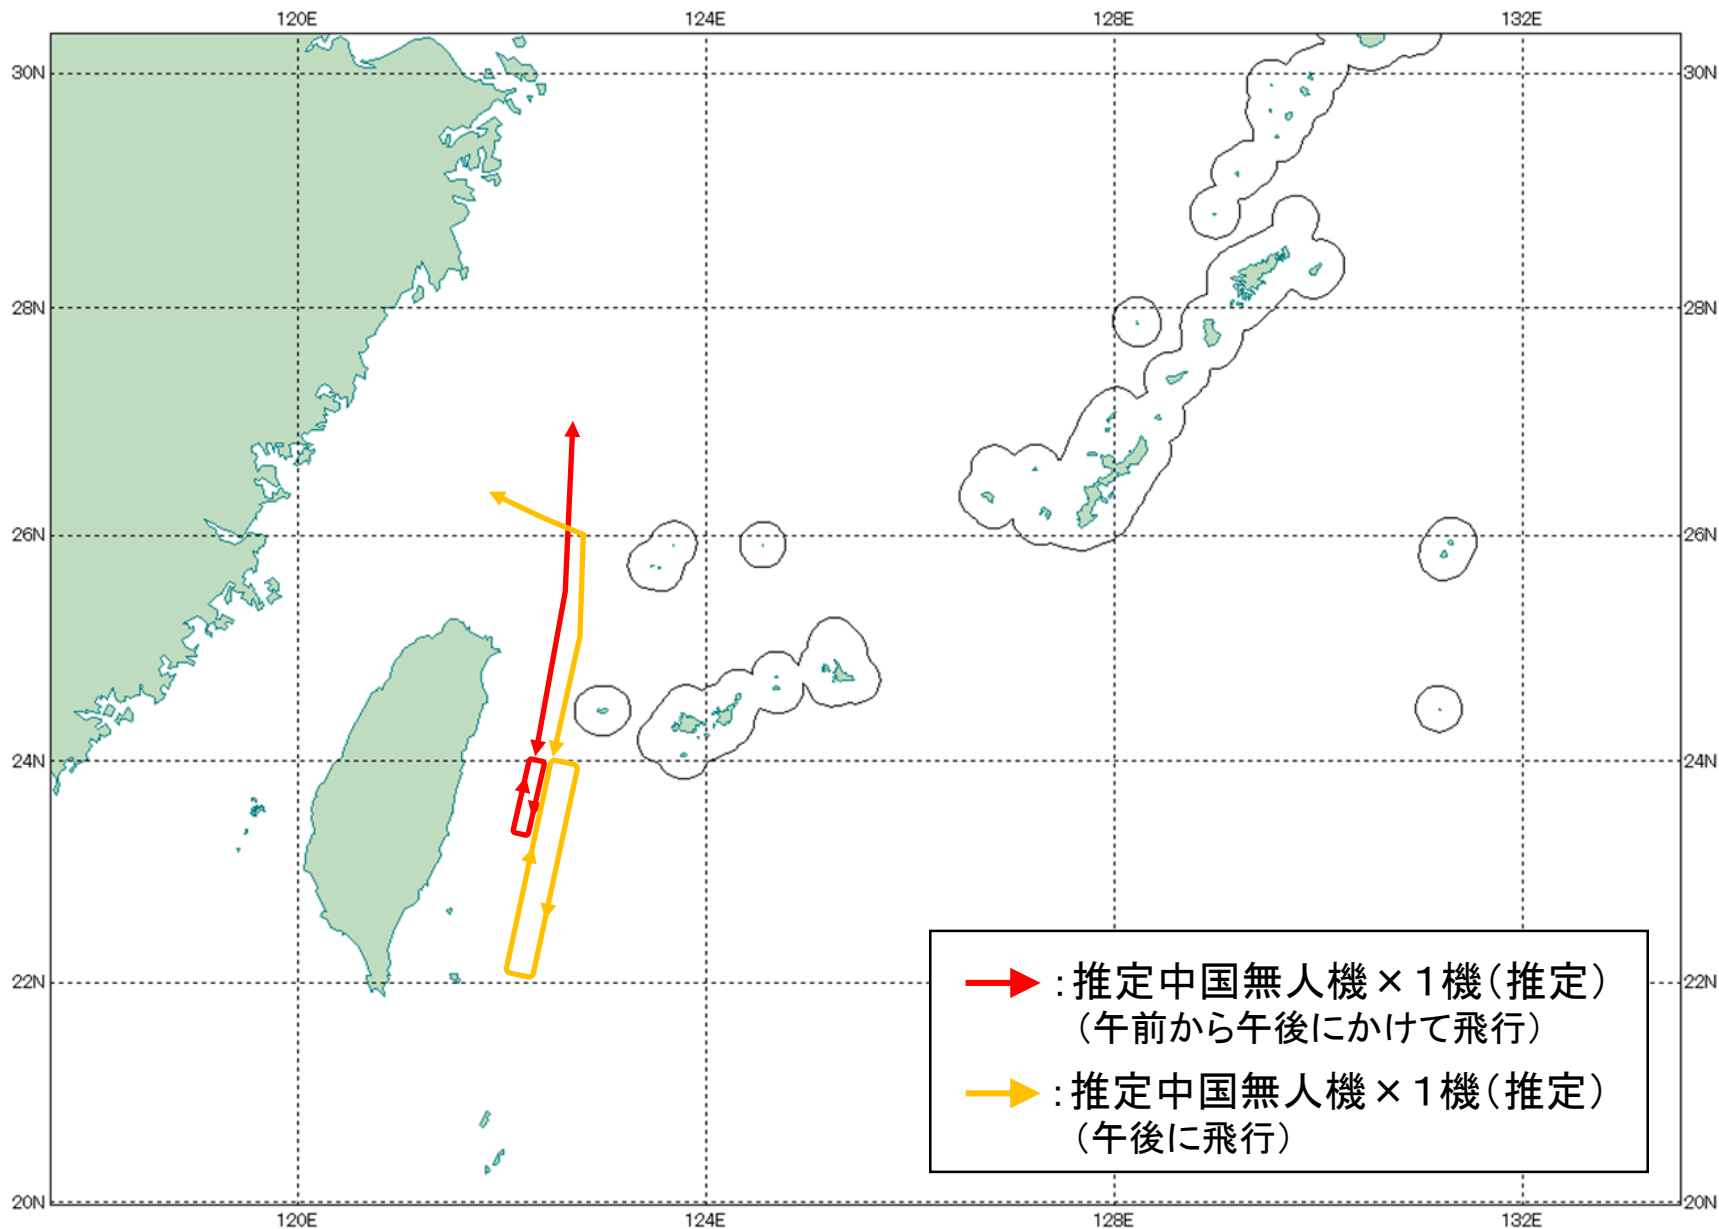 120E 124E 128E 132E
30N 30N
28N 28N
26N 26N
24N 24N
22N 22N
20N 20N
120E 124E 128E 132E
：推定中国無人機×１機（推定）
（午前から午後にかけて飛行）
：推定中国無人機×１機（推定）
（午後に飛行）